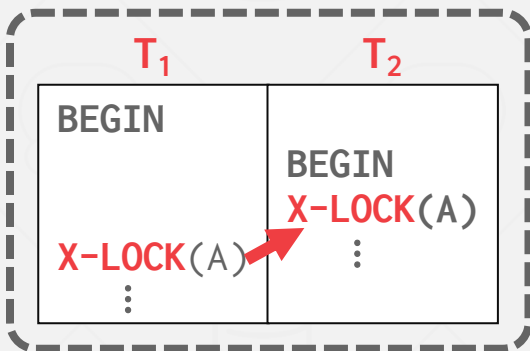 T₁ T₂
BEGIN
BEGIN
X-LOCK(A)
X-LOCK(A)
⋮
⋮